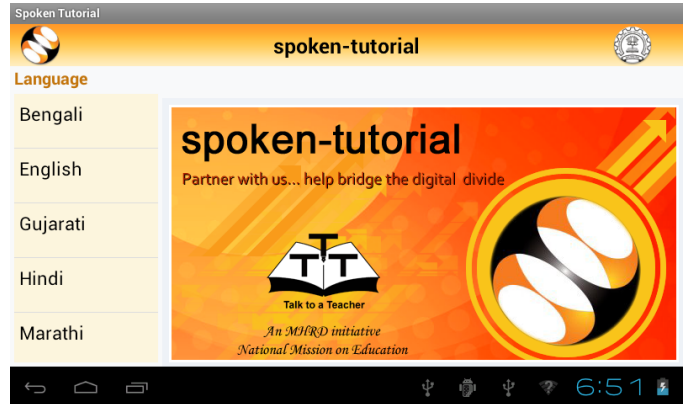 Spoken Tutorial
spoken-tutorial
Language
Bengali
English
Gujarati
Hindi
Marathi
spoken-tutorial
Partner with us... help bridge the digital divide
TTT
Talk to a Teacher
An MHRD initiative
National Mission on Education
6:51